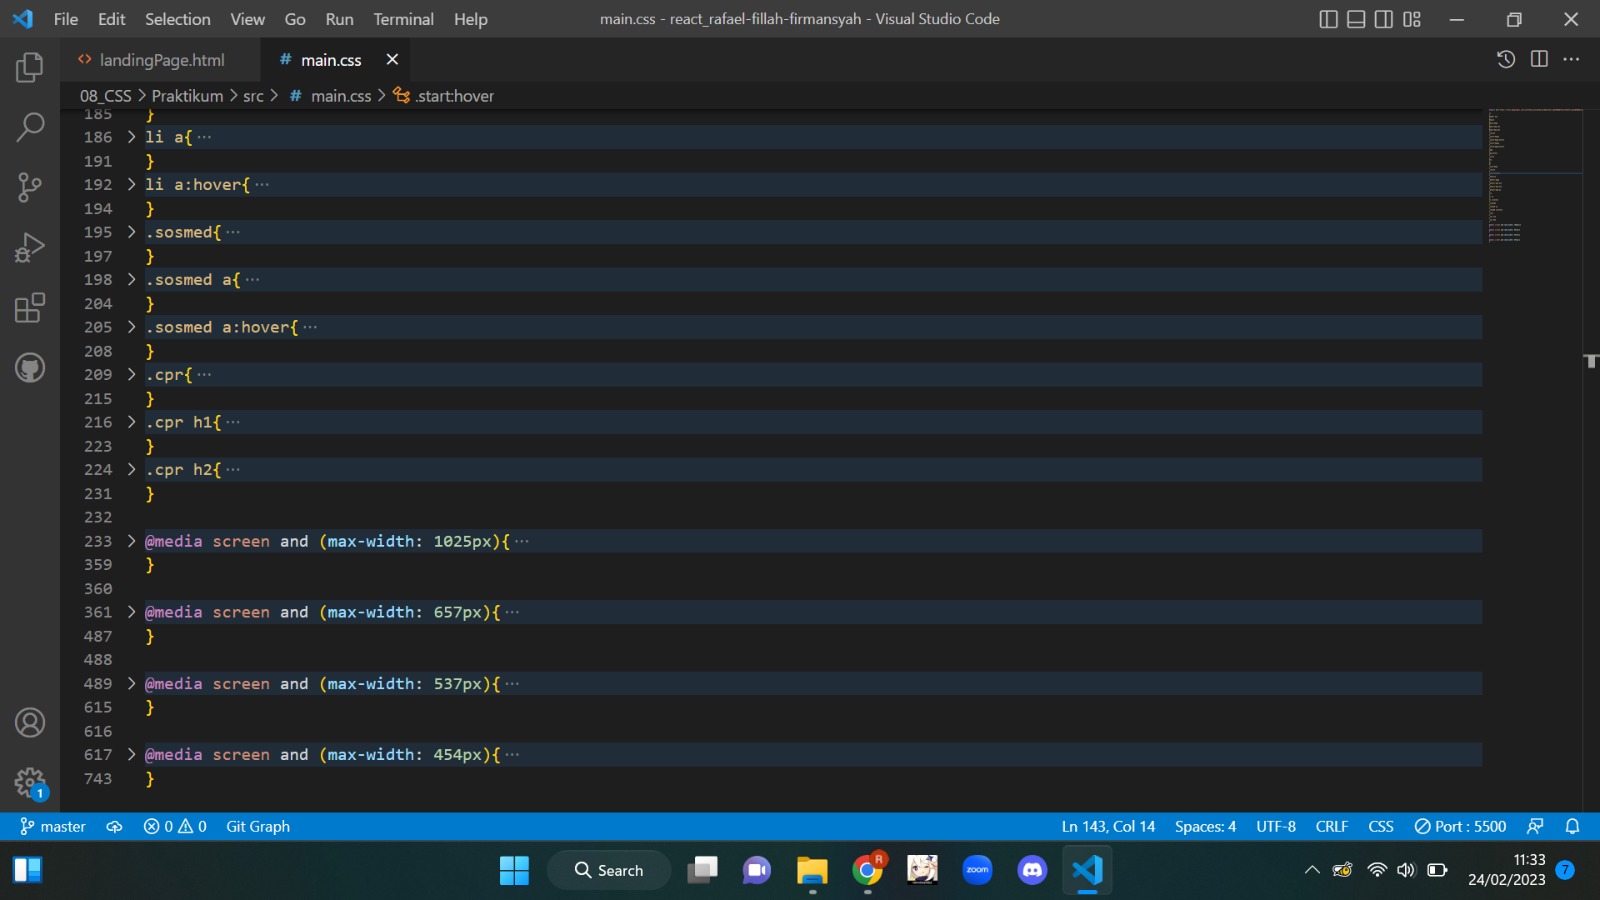 File Edit Selection View Go Run Terminal Help main.css - react_rafael-fillah-firmansyah - Visual Studio Code
<> landingPage.html # main.css
08_CSS > Praktikum > src > # main.css > .start:hover
185 }
186 > li a{ ···
191 }
192 > li a:hover{ ···
194 }
195 > .sosmed{ ···
197 }
198 > .sosmed a{ ···
204 }
205 > .sosmed a:hover{ ···
208 }
209 > .cpr{ ···
215 }
216 > .cpr h1{ ···
223 }
224 > .cpr h2{ ···
231 }
232
233 > @media screen and (max-width: 1025px){ ···
359 }
360
361 > @media screen and (max-width: 657px){ ···
487 }
488
489 > @media screen and (max-width: 537px){ ···
615 }
616
617 > @media screen and (max-width: 454px){ ···
743 }
1
master 0 0 Git Graph Ln 143, Col 14 Spaces: 4 UTF-8 CRLF CSS Port : 5500
Search R zoom 11:33
24/02/2023 7